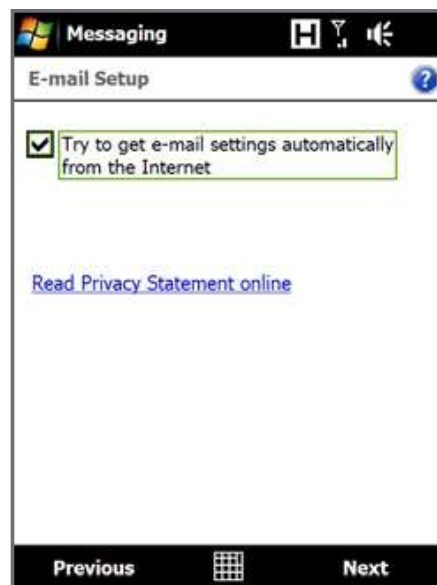 Messaging
H
E-mail Setup
?
Try to get e-mail settings automatically
from the Internet
Read Privacy Statement online
Previous
Next